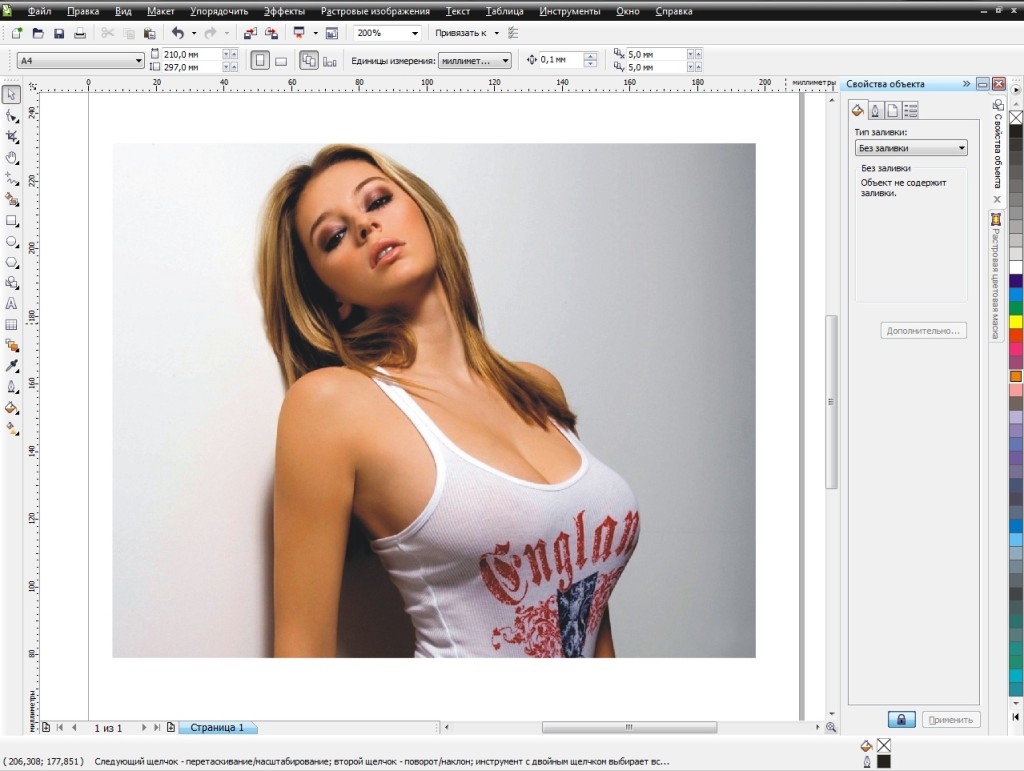 Файл Правка Вид Макет Упорядочить Эффекты Растровые изображения Текст Таблица Инструменты Окно Справка
200% Привязать к
A4 210,0 мм 297,0 мм Единицы измерения: миллимет... 0,1 мм 5,0 мм 5,0 мм
0 20 40 60 80 100 120 140 160 180 200 миллиметры
240
220
200
180
160
140
120
100
80
миллиметры
Englan
Свойства объекта
Тип заливки:
Без заливки
Без заливки
Объект не содержит
заливки.
Дополнительно...
Применить
Свойства объекта
Растровая цветовая маска
1 из 1 Страница 1
( 206,308; 177,851 ) Следующий щелчок - перетаскивание/масштабирование; второй щелчок - поворот/наклон; инструмент с двойным щелчком выбирает вс...